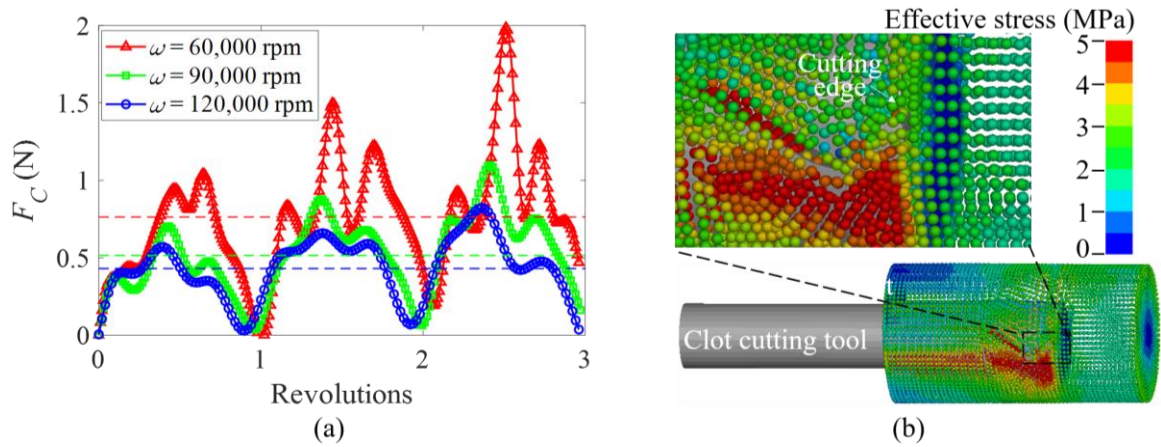 2
1.5
1
0.5
0
F_C (N)
ω = 60,000 rpm
ω = 90,000 rpm
ω = 120,000 rpm
0
1
2
3
Revolutions
(a)
Effective stress (MPa)
Cutting
edge
5
4
3
2
1
0
Clot cutting tool
(b)